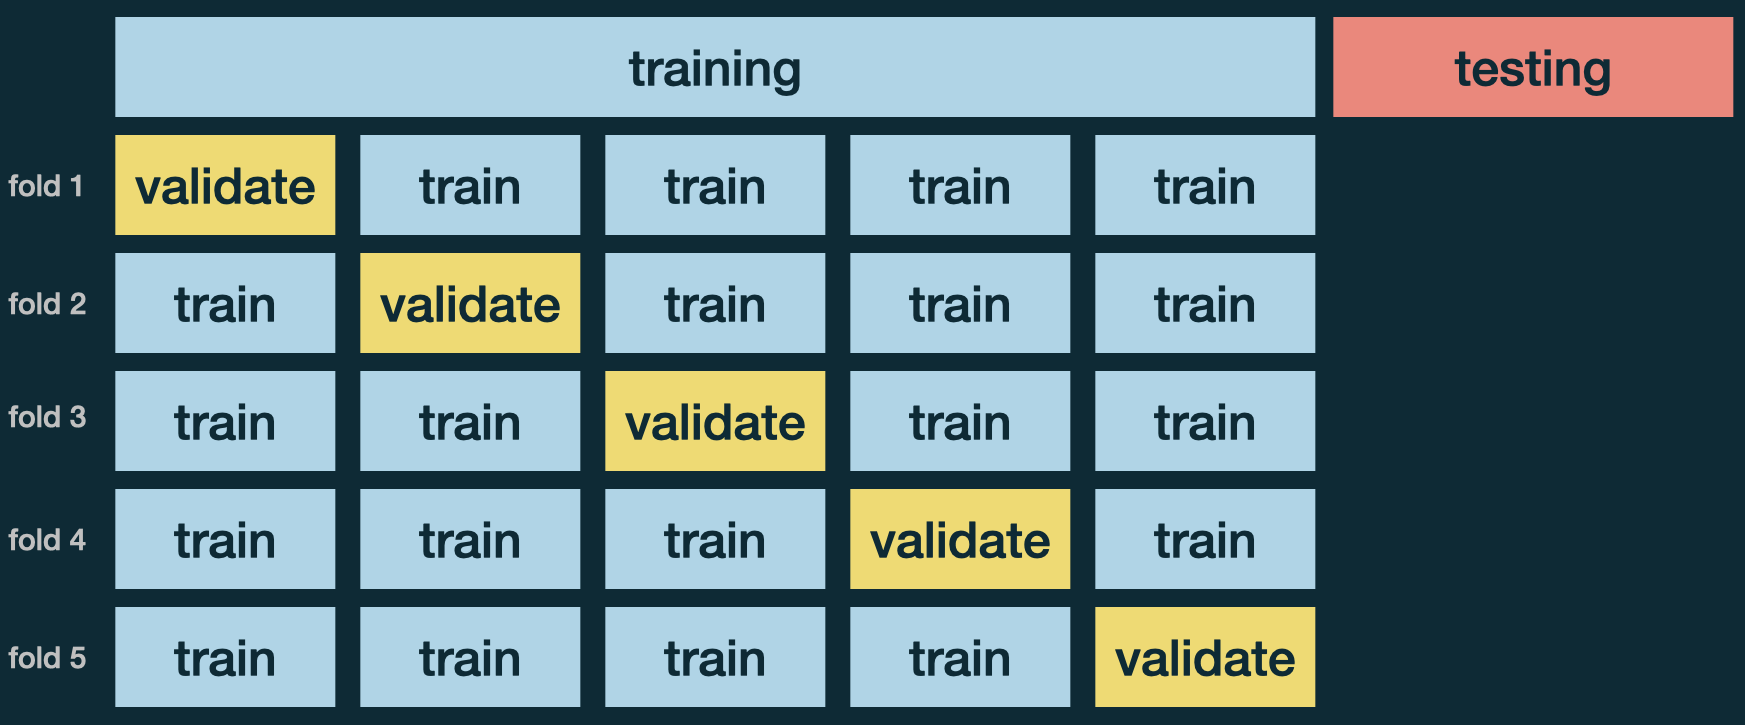 training testing
fold 1 validate train train train train
fold 2 train validate train train train
fold 3 train train validate train train
fold 4 train train train validate train
fold 5 train train train train validate